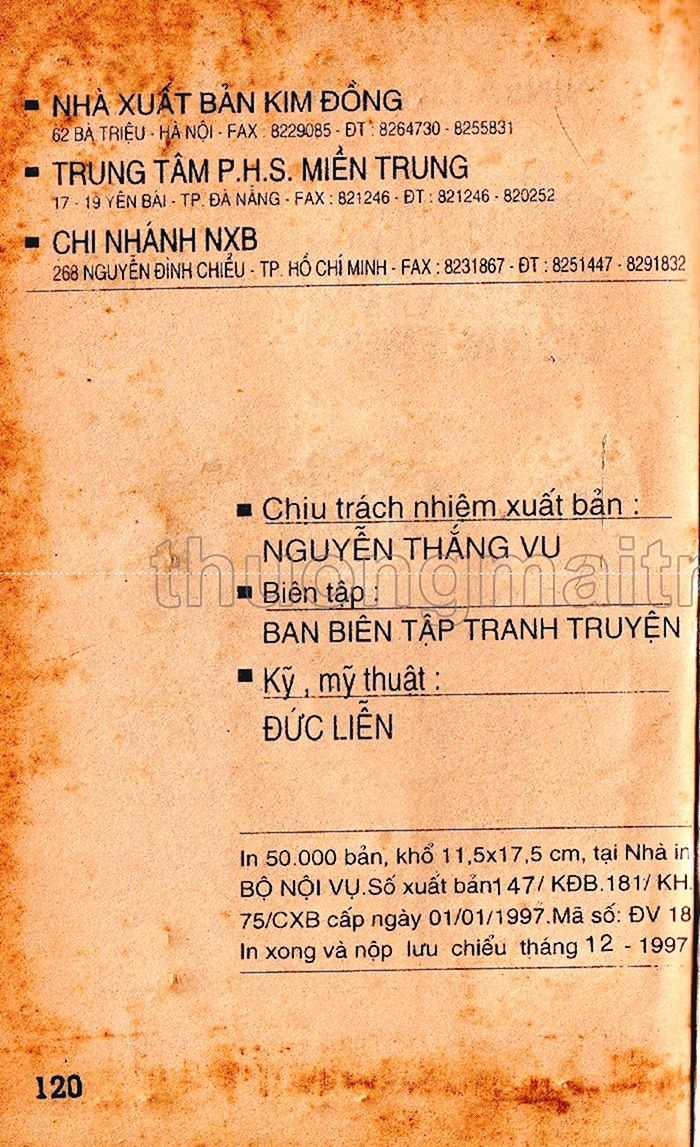 NHÀ XUẤT BẢN KIM ĐỒNG
62 BÀ TRIỆU - HÀ NỘI - FAX : 8229085 - ĐT : 8264730 - 8255831
TRUNG TÂM P.H.S. MIỀN TRUNG
17 - 19 YÊN BÁI - TP. ĐÀ NẴNG - FAX : 821246 - ĐT : 821246 - 820252
CHI NHÁNH NXB
268 NGUYỄN ĐÌNH CHIỂU - TP. HỒ CHÍ MINH - FAX : 8231867 - ĐT : 8251447 - 8291832
Chịu trách nhiệm xuất bản :
NGUYỄN THẮNG VU
thuongmaitr
Biên tập :
BAN BIÊN TẬP TRANH TRUYỆN
Kỹ , mỹ thuật :
ĐỨC LIỄN
In 50.000 bản, khổ 11,5x17,5 cm, tại Nhà in
BỘ NỘI VỤ.Số xuất bản147/ KĐB.181/ KH.
75/CXB cấp ngày 01/01/1997.Mã số: ĐV 18
In xong và nộp lưu chiểu tháng 12 - 1997
120